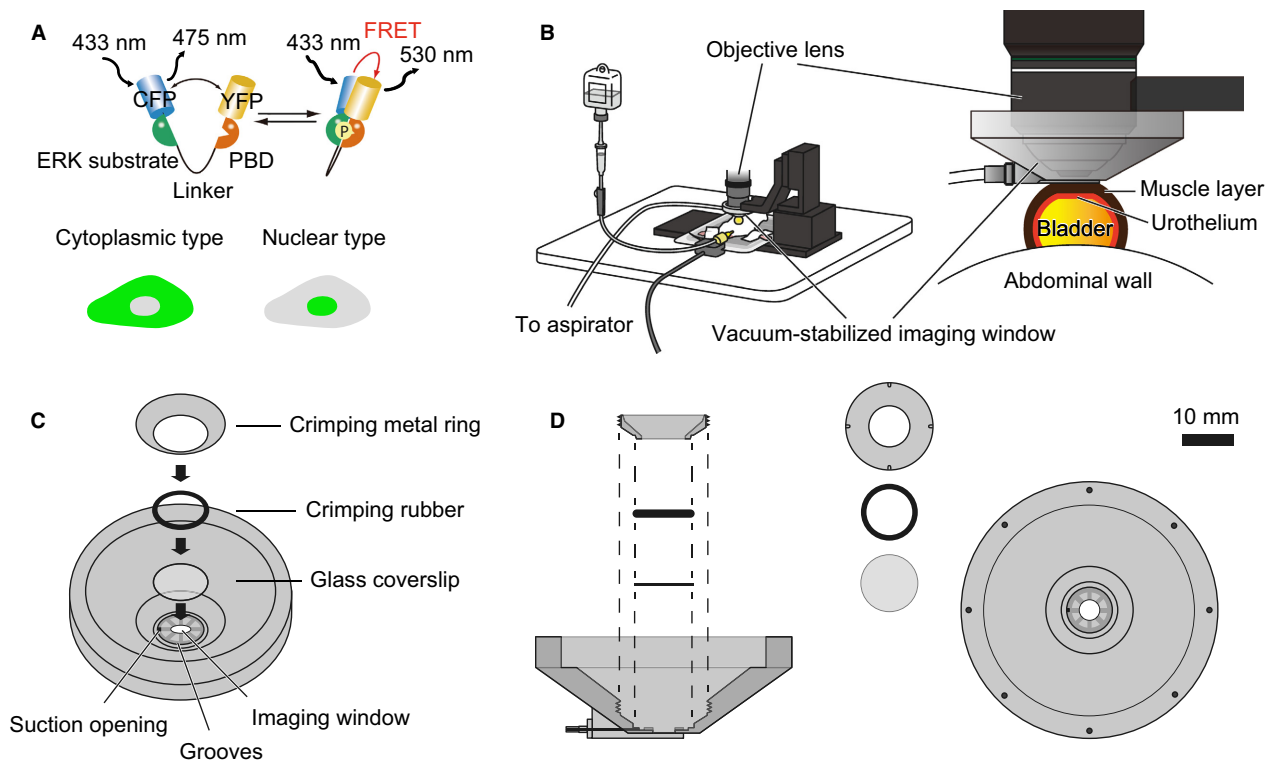 A
433 nm
475 nm
CFP
YFP
ERK substrate
PBD
Linker
433 nm
FRET
530 nm
P
Cytoplasmic type
Nuclear type
B
Objective lens
To aspirator
Vacuum-stabilized imaging window
Muscle layer
Urothelium
Bladder
Abdominal wall
C
Crimping metal ring
Crimping rubber
Glass coverslip
Suction opening
Grooves
Imaging window
D
10 mm